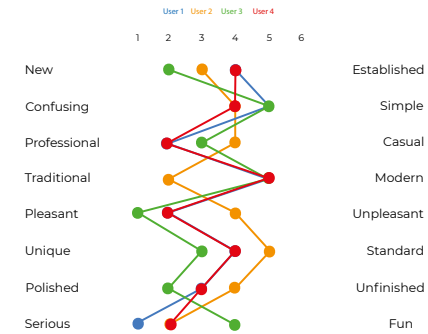 User 1 User 2 User 3 User 4
1 2 3 4 5 6
New Established
Confusing Simple
Professional Casual
Traditional Modern
Pleasant Unpleasant
Unique Standard
Polished Unfinished
Serious Fun